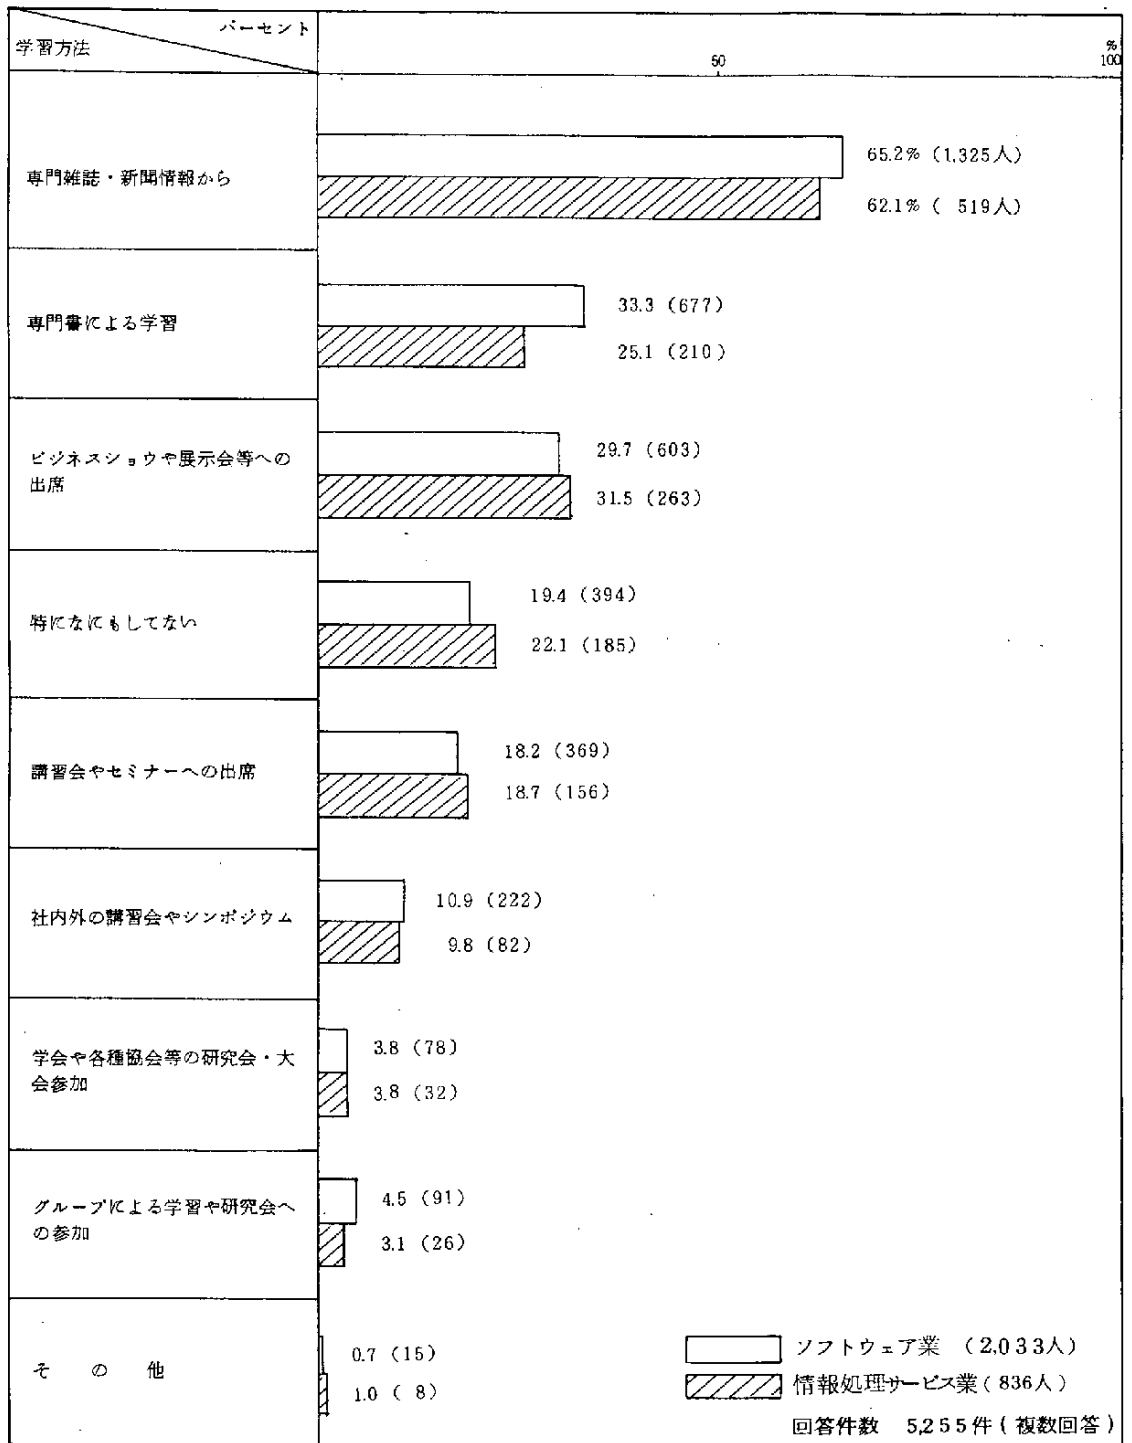 パーセント
学習方法
50
%
100
専門雑誌・新聞情報から
65.2% (1,325人)
62.1% ( 519人)
専門書による学習
33.3 (677)
25.1 (210)
ビジネスショウや展示会等への
出席
29.7 (603)
31.5 (263)
特になにもしてない
19.4 (394)
22.1 (185)
講習会やセミナーへの出席
18.2 (369)
18.7 (156)
社内外の講習会やシンポジウム
10.9 (222)
9.8 (82)
学会や各種協会等の研究会・大
会参加
3.8 (78)
3.8 (32)
グループによる学習や研究会へ
の参加
4.5 (91)
3.1 (26)
そ の 他
0.7 (15)
1.0 ( 8)
ソフトウェア業 (2,033人)
情報処理サービス業(836人)
回答件数 5,255件(複数回答)